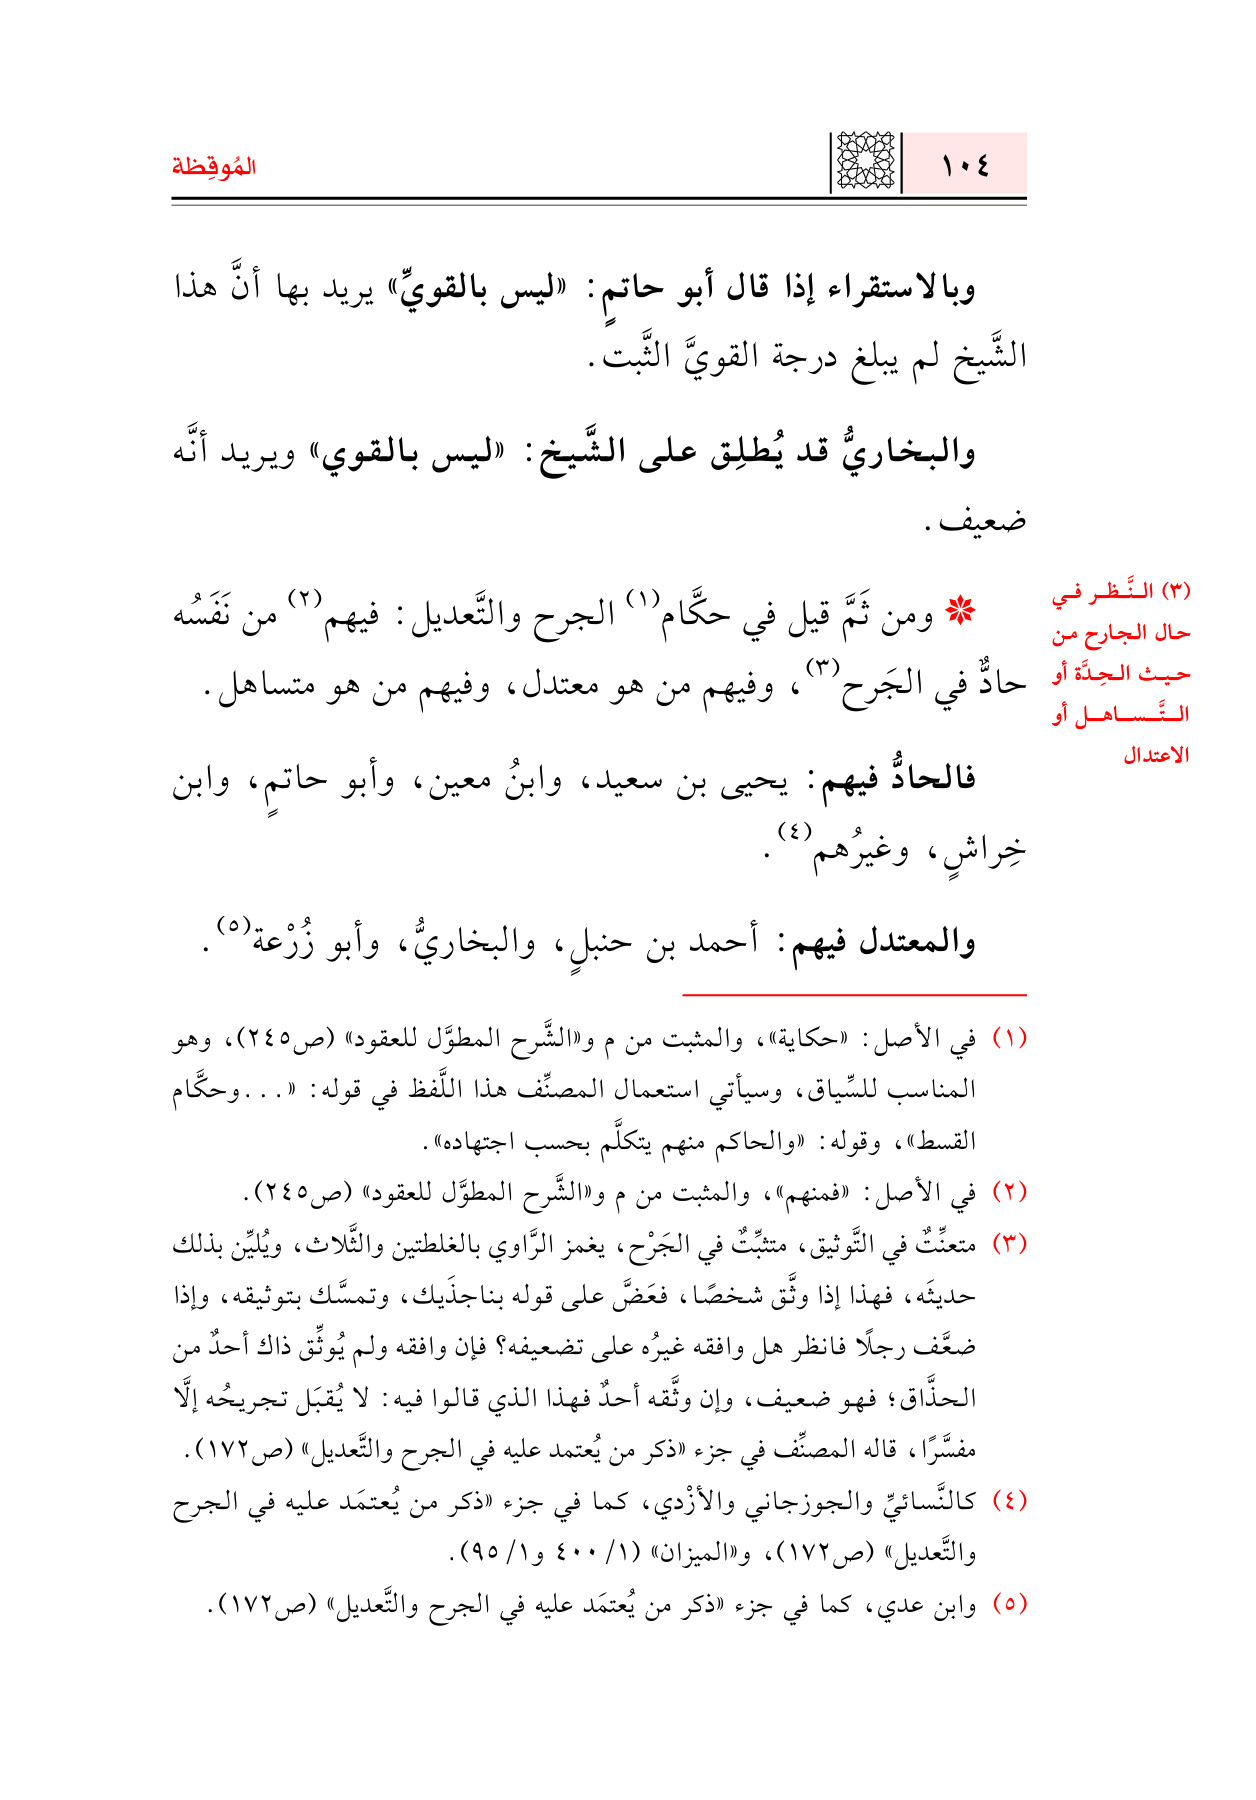 ١٠٤
المُوقِظة
وبالاستقراء إذا قال أبو حاتمٍ: «ليس بالقويِّ» يريد بها أنَّ هذا
الشَّيخ لم يبلغ درجة القويَّ الثَّبت.
والبخاريُّ قد يُطلِق على الشَّيخ: «ليس بالقوي» ويريد أنَّه
ضعيف.
(٣) النَّظر في
حال الجارح من
حيث الحِدَّة أو
التَّساهل أو
الاعتدال
ومن ثَمَّ قيل في حكَّام(١) الجرح والتَّعديل: فيهم(٢) من نَفَسُه
حادٌّ في الجَرح(٣)، وفيهم من هو معتدل، وفيهم من هو متساهل.
فالحادُّ فيهم: يحيى بن سعيد، وابنُ معين، وأبو حاتمٍ، وابن
خِراشٍ، وغيرُهم(٤).
والمعتدل فيهم: أحمد بن حنبلٍ، والبخاريُّ، وأبو زُرْعة(٥).
(١) في الأصل: «حكاية»، والمثبت من م و«الشَّرح المطوَّل للعقود» (ص٢٤٥)، وهو
المناسب للسِّياق، وسيأتي استعمال المصنِّف هذا اللَّفظ في قوله: «...وحكَّام
القسط»، وقوله: «والحاكم منهم يتكلَّم بحسب اجتهاده».
(٢) في الأصل: «فمنهم»، والمثبت من م و«الشَّرح المطوَّل للعقود» (ص٢٤٥).
(٣) متعنِّتٌ في التَّوثيق، متثبِّتٌ في الجَرْح، يغمز الرَّاوي بالغلطتين والثَّلاث، ويُليِّن بذلك
حديثَه، فهذا إذا وثَّق شخصًا، فعَضَّ على قوله بناجذَيك، وتمسَّك بتوثيقه، وإذا
ضعَّف رجلًا فانظر هل وافقه غيرُه على تضعيفه؟ فإن وافقه ولم يُوثِّق ذاك أحدٌ من
الحذَّاق؛ فهو ضعيف، وإن وثَّقه أحدٌ فهذا الذي قالوا فيه: لا يُقبَل تجريحُه إلَّا
مفسَّرًا، قاله المصنِّف في جزء «ذكر من يُعتمد عليه في الجرح والتَّعديل» (ص١٧٢).
(٤) كالنَّسائيِّ والجوزجاني والأزْدي، كما في جزء «ذكر من يُعتمَد عليه في الجرح
والتَّعديل» (ص١٧٢)، و«الميزان» (١/ ٤٠٠ و١/ ٩٥).
(٥) وابن عدي، كما في جزء «ذكر من يُعتمَد عليه في الجرح والتَّعديل» (ص١٧٢).